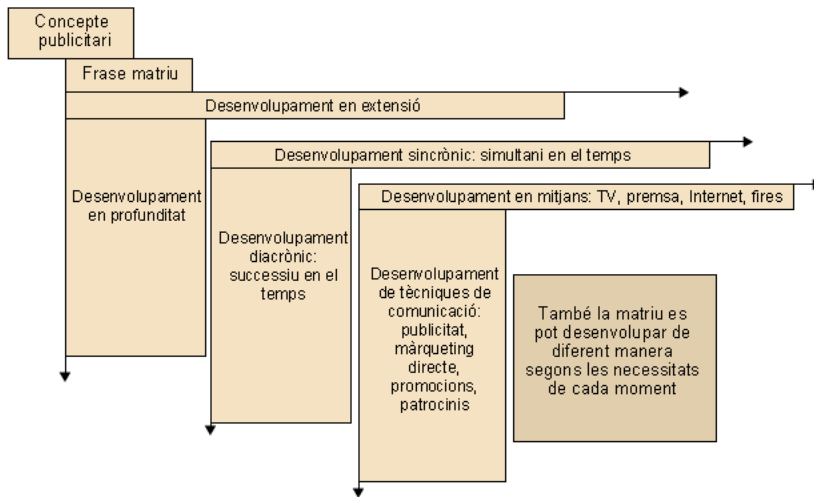 Concepte
publicitari
Frase matriu
Desenvolupament en extensió
Desenvolupament sincrònic: simultani en el temps
Desenvolupament
en profunditat
Desenvolupament en mitjans: TV, premsa, Internet, fires
Desenvolupament
diacrònic:
successiu en el
temps
Desenvolupament
de tècniques de
comunicació:
publicitat,
màrqueting
directe,
promocions,
patrocinis
També la matriu es
pot desenvolupar de
diferent manera
segons les necessitats
de cada moment